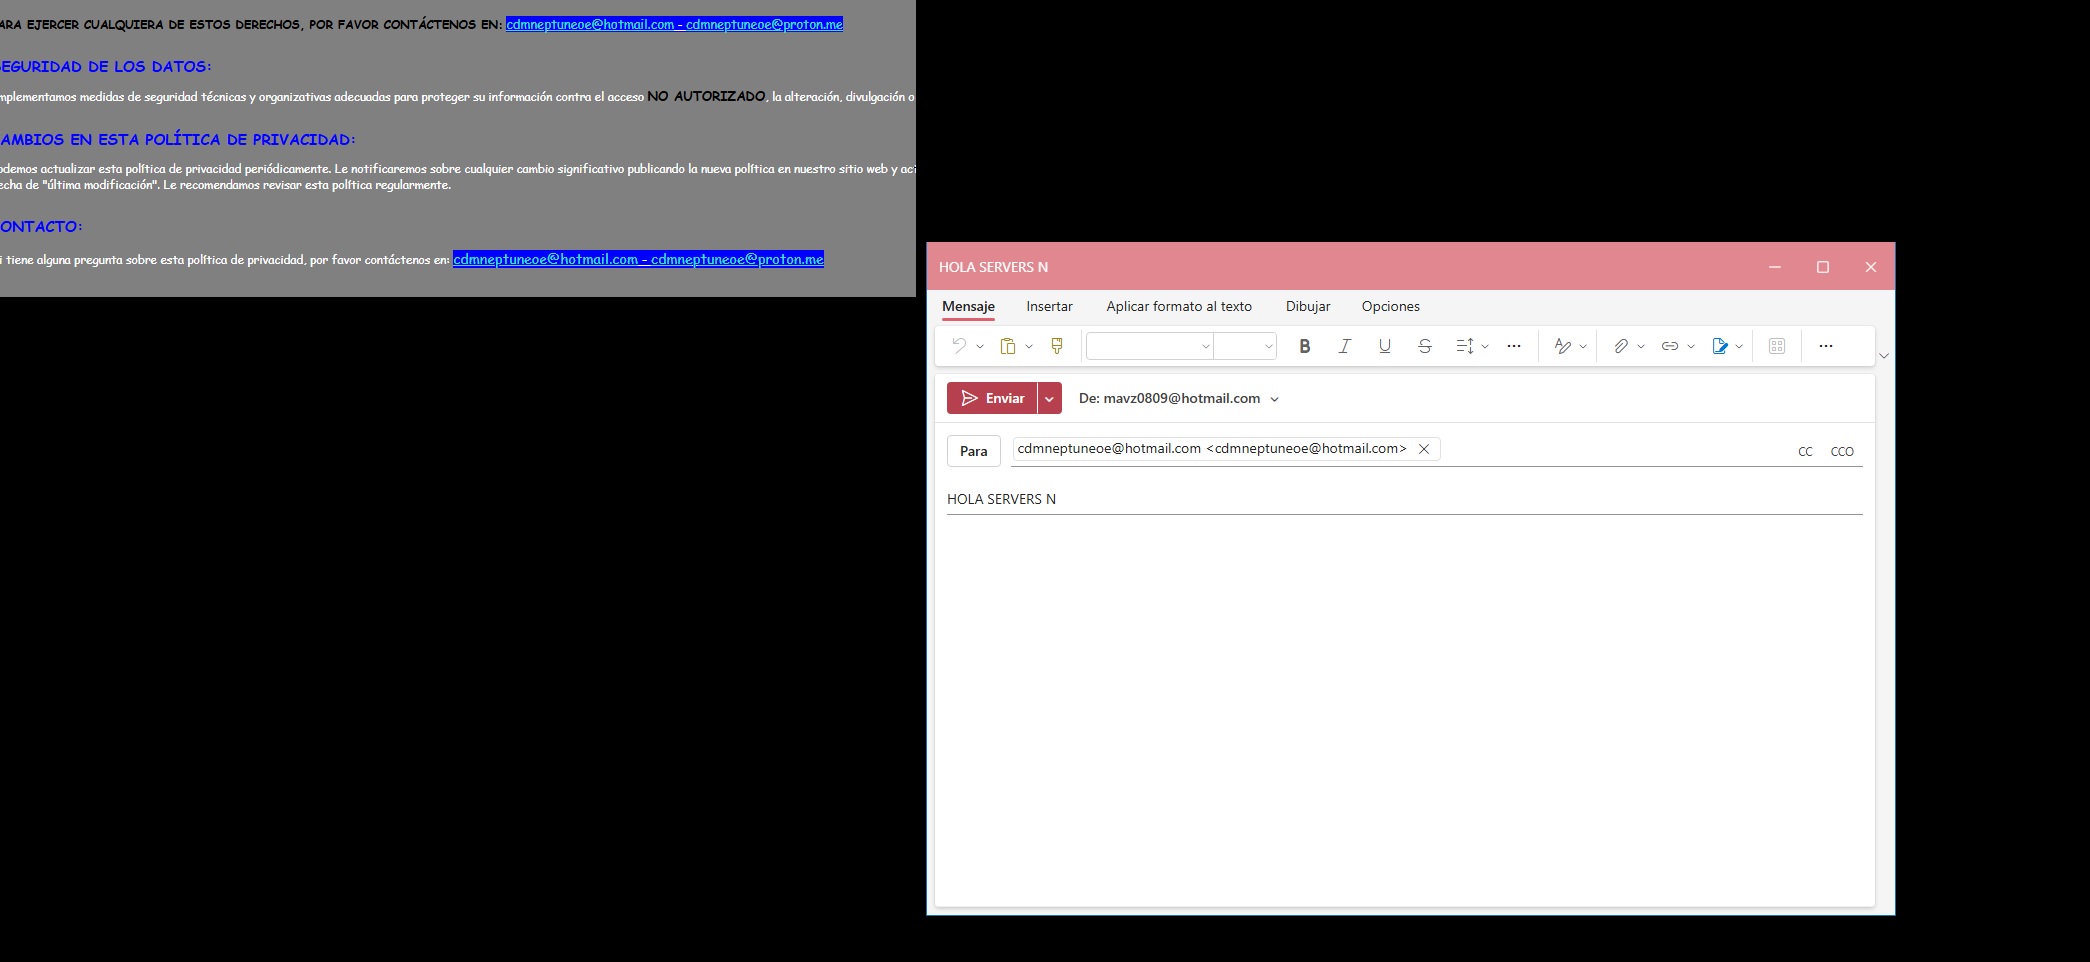 ARA EJERCER CUALQUIERA DE ESTOS DERECHOS, POR FAVOR CONTÁCTENOS EN: cdmneptuneoe@hotmail.com - cdmneptuneoe@proton.me
EGURIDAD DE LOS DATOS:
mplementamos medidas de seguridad técnicas y organizativas adecuadas para proteger su información contra el acceso NO AUTORIZADO, la alteración, divulgación o
AMBIOS EN ESTA POLÍTICA DE PRIVACIDAD:
odemos actualizar esta política de privacidad periódicamente. Le notificaremos sobre cualquier cambio significativo publicando la nueva política en nuestro sitio web y act
echa de "última modificación". Le recomendamos revisar esta política regularmente.
ONTACTO:
i tiene alguna pregunta sobre esta política de privacidad, por favor contáctenos en: cdmneptuneoe@hotmail.com - cdmneptuneoe@proton.me
HOLA SERVERS N
Mensaje Insertar Aplicar formato al texto Dibujar Opciones
Enviar De: mavz0809@hotmail.com
Para cdmneptuneoe@hotmail.com <cdmneptuneoe@hotmail.com> CC CCO
HOLA SERVERS N